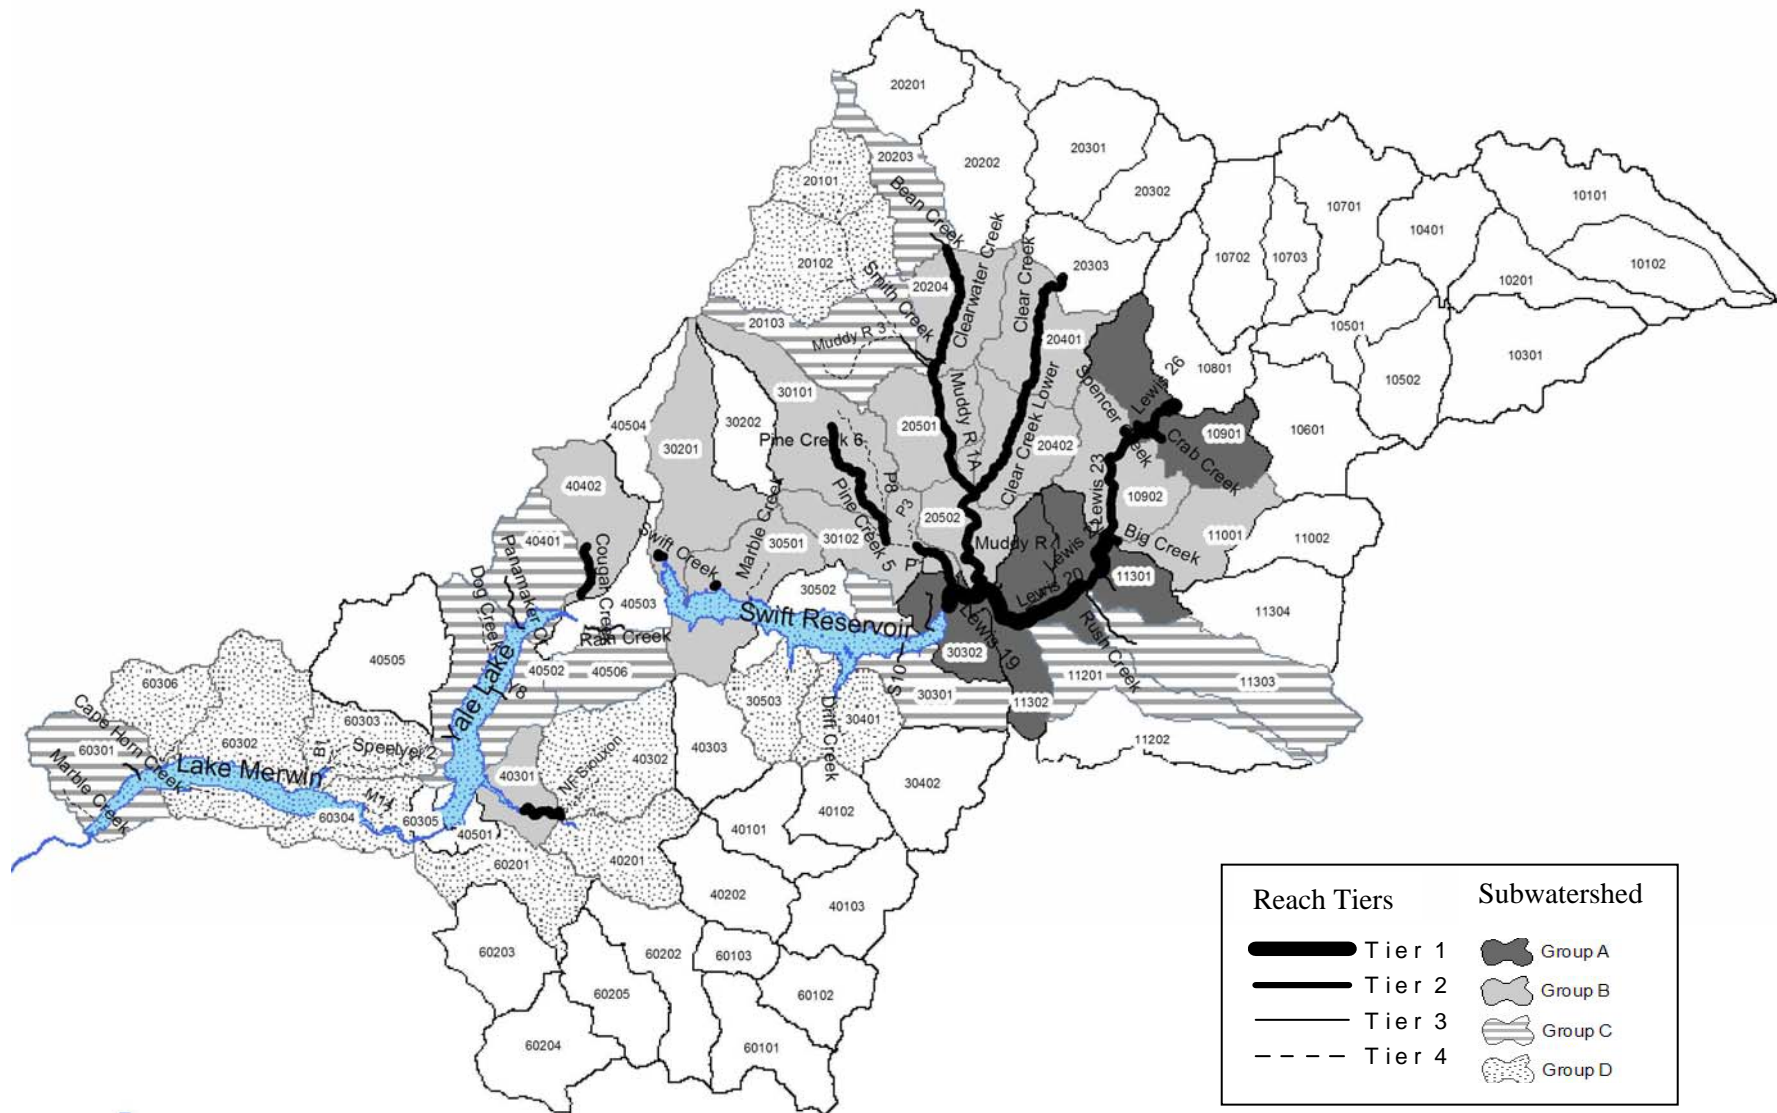 20201
20203
20202
20301
20302
20101
Bean Creek
10701
10101
10401
20102
Smith Creek
20204
Clearwater Creek
Clear Creek
20303
10702
10703
10102
10201
20103
Muddy R 3
20401
10501
10301
Spencer Creek
Lewis 26
10801
10502
30101
40504
30202
30201
Pine Creek 6
20501
Muddy R 1A
Clear Creek Lower
20402
10901
Crab Creek
10601
40402
P8
Pine Creek 5
P3
20502
Lewis 23
10902
Big Creek
11001
11002
40401
Panamaker C
Dog Creek
Cougar Creek
Swift Creek
Marble Creek
30501
30102
P
Muddy R
Lewis 20
11301
11304
40503
30502
Swift Reservoir
Lewis 19
Rush Creek
40505
Rain Creek
40502
40506
30302
S10
30301
11302
11201
11303
60306
Cape Horn Creek
60301
60302
60303
B1
Speelyei 2
Yale Lake
Y8
30503
Drift Creek
30401
11202
Marble Creek
Lake Merwin
M14
60304
60305
40501
40301
NF Siouxon
40302
40303
40102
30402
40101
60201
40201
40202
40103
60203
60202
60103
60205
60102
60204
60101
Reach Tiers
Tier 1
Tier 2
Tier 3
Tier 4
Subwatershed
Group A
Group B
Group C
Group D